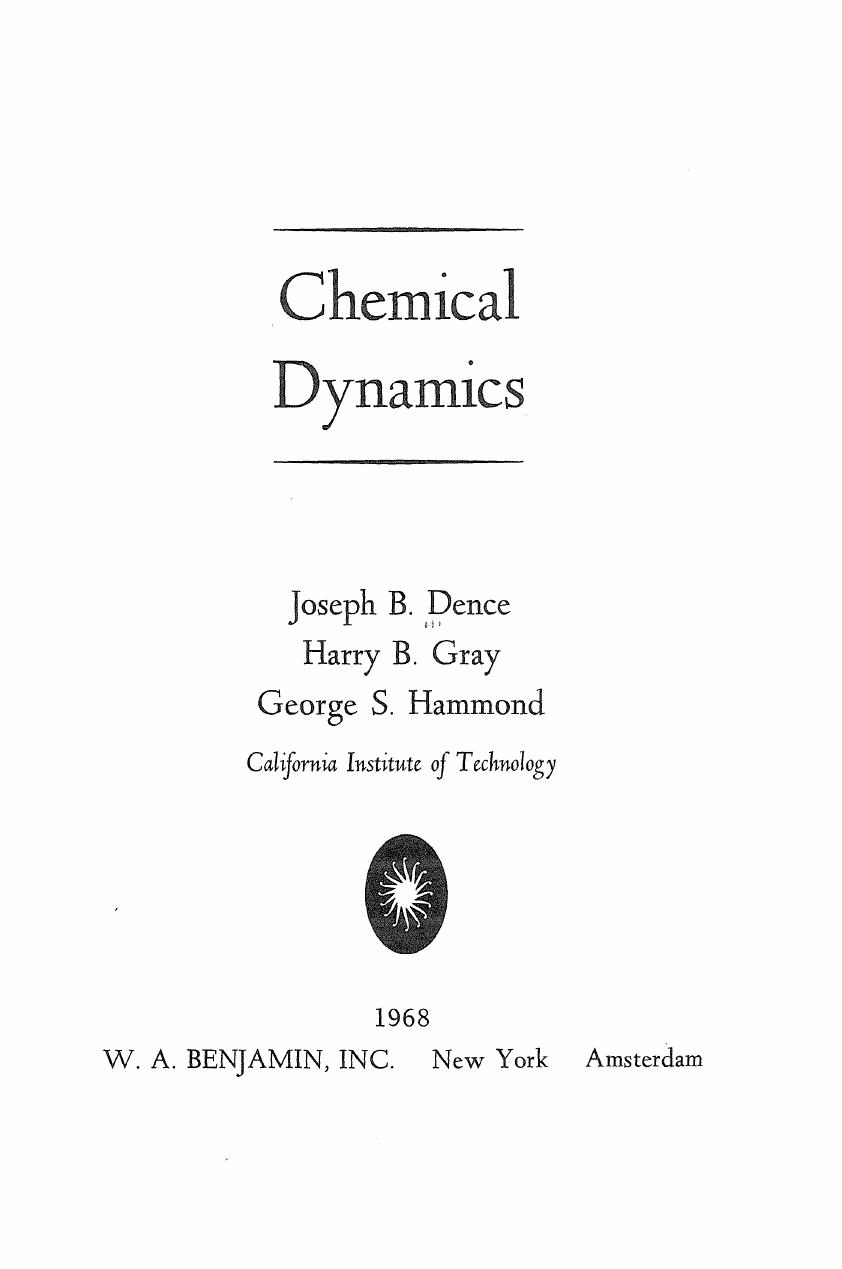 Chemical
Dynamics
Joseph B. Dence
Harry B. Gray
George S. Hammond
California Institute of Technology
1968
W. A. BENJAMIN, INC. New York Amsterdam